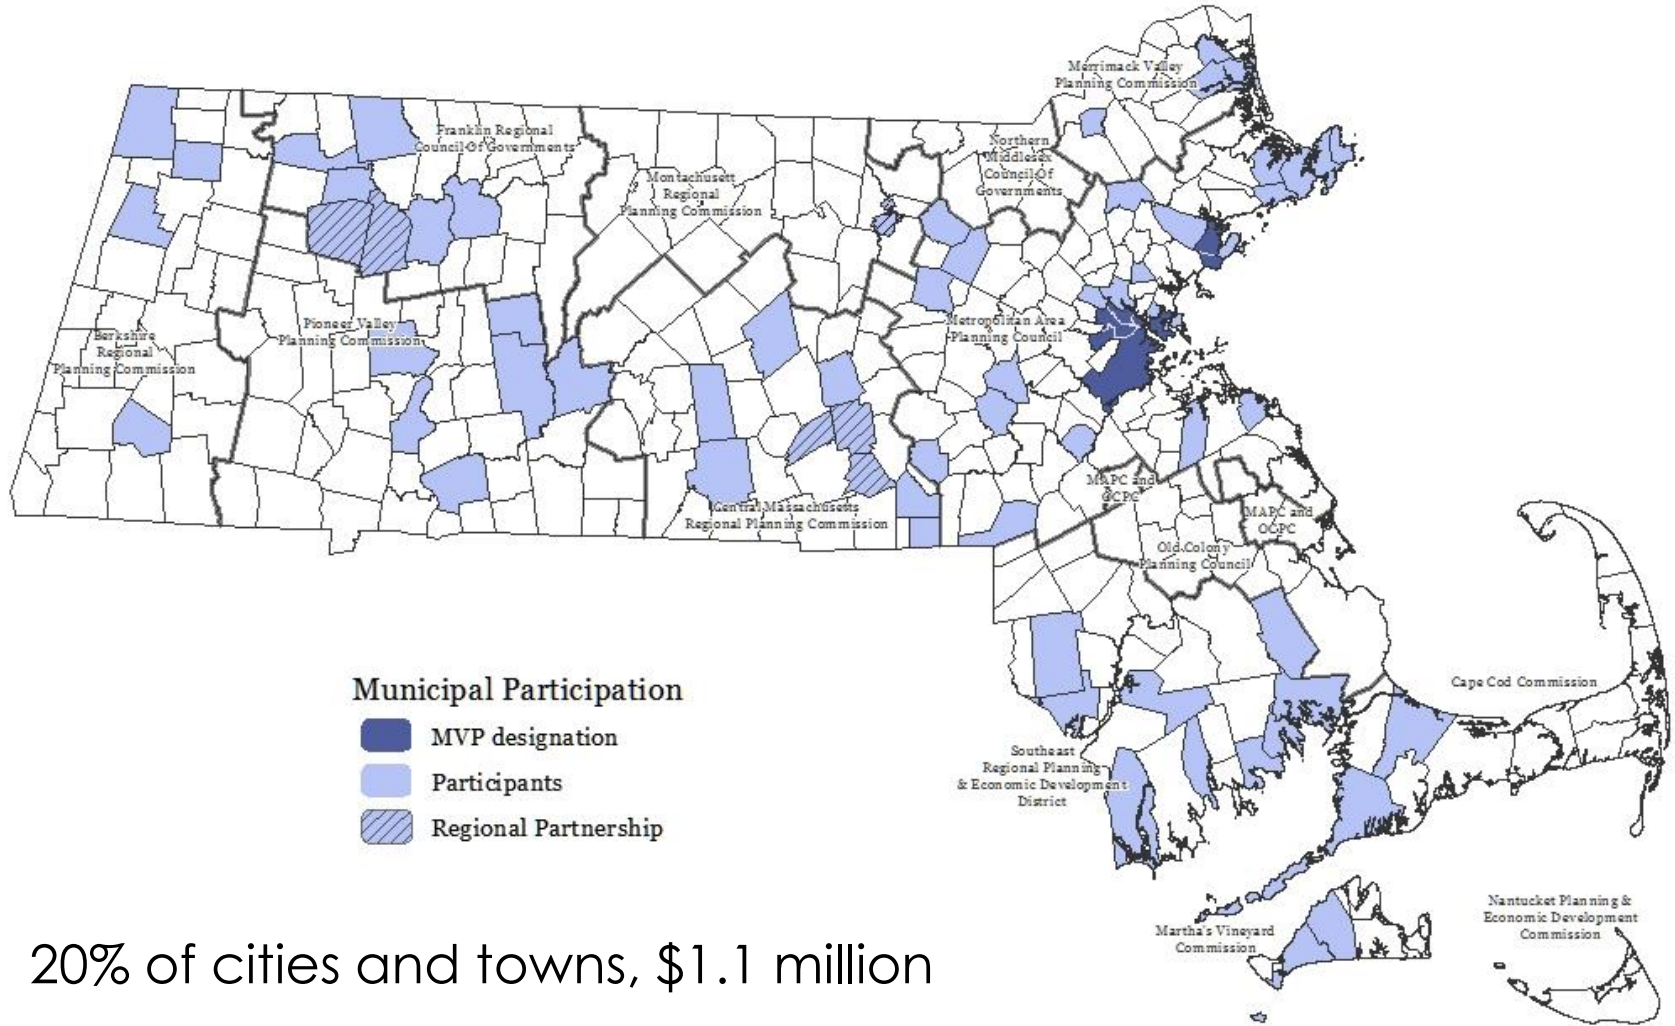 Merrimack Valley
Planning Commission
Franklin Regional
Council Of Governments
Northern
Middlesex
Council Of
Governments
Montachusett
Regional
Planning Commission
Metropolitan Area
Planning Council
Pioneer Valley
Planning Commission
Berkshire
Regional
Planning Commission
MAPC and
OCPC
Central Massachusetts
Regional Planning Commission
MAPC and
OCPC
Old Colony
Planning Council
Cape Cod Commission
Municipal Participation
MVP designation
Participants
Regional Partnership
Southeast
Regional Planning
& Economic Development
District
Martha's Vineyard
Commission
Nantucket Planning &
Economic Development
Commission
20% of cities and towns, $1.1 million